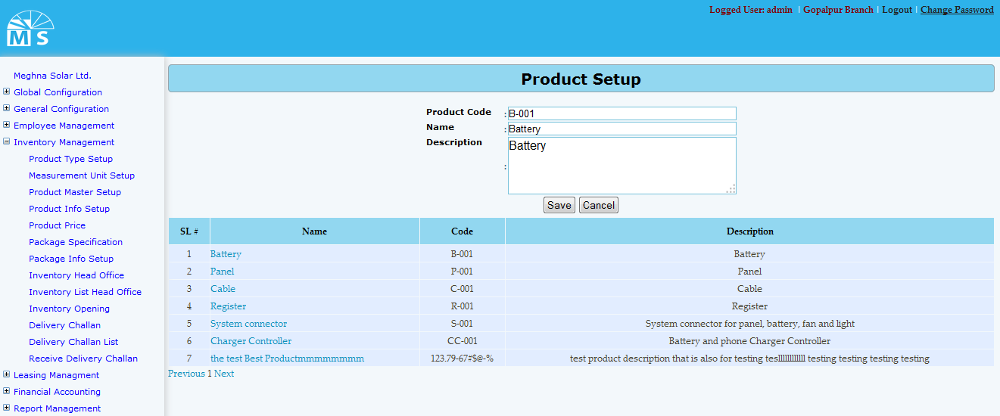 Logged User: admin | Gopalpur Branch | Logout | Change Password
M S
Meghna Solar Ltd.
Global Configuration
General Configuration
Employee Management
Inventory Management
Product Type Setup
Measurement Unit Setup
Product Master Setup
Product Info Setup
Product Price
Package Specification
Package Info Setup
Inventory Head Office
Inventory List Head Office
Inventory Opening
Delivery Challan
Delivery Challan List
Receive Delivery Challan
Leasing Managment
Financial Accounting
Report Management
Product Setup
Product Code : B-001
Name : Battery
Description : Battery
Save Cancel
SL # Name Code Description
1 Battery B-001 Battery
2 Panel P-001 Panel
3 Cable C-001 Cable
4 Register R-001 Register
5 System connector S-001 System connector for panel, battery, fan and light
6 Charger Controller CC-001 Battery and phone Charger Controller
7 the test Best Productmmmmmmmm 123.79-67#$@-% test product description that is also for testing teslllllllllll testing testing testing testing
Previous 1 Next